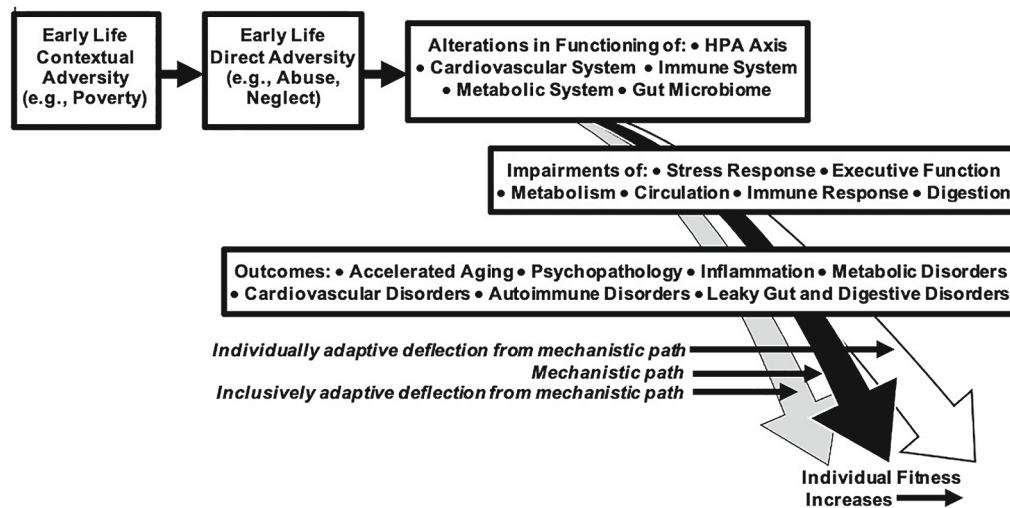 Early Life
Contextual
Adversity
(e.g., Poverty)
Early Life
Direct Adversity
(e.g., Abuse,
Neglect)
Alterations in Functioning of: • HPA Axis
• Cardiovascular System • Immune System
• Metabolic System • Gut Microbiome
Impairments of: • Stress Response • Executive Function
• Metabolism • Circulation • Immune Response • Digestion
Outcomes: • Accelerated Aging • Psychopathology • Inflammation • Metabolic Disorders
• Cardiovascular Disorders • Autoimmune Disorders • Leaky Gut and Digestive Disorders
Individually adaptive deflection from mechanistic path
Mechanistic path
Inclusively adaptive deflection from mechanistic path
Individual Fitness
Increases